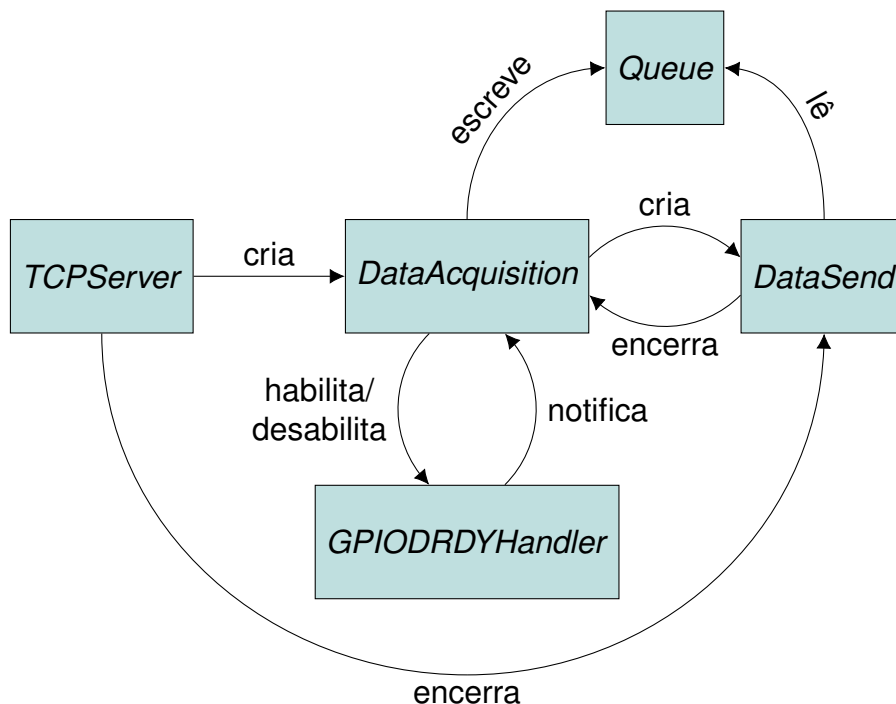 Queue
escreve
lê
TCPServer
cria
DataAcquisition
cria
DataSend
encerra
habilita/
desabilita
notifica
GPIODRDYHandler
encerra